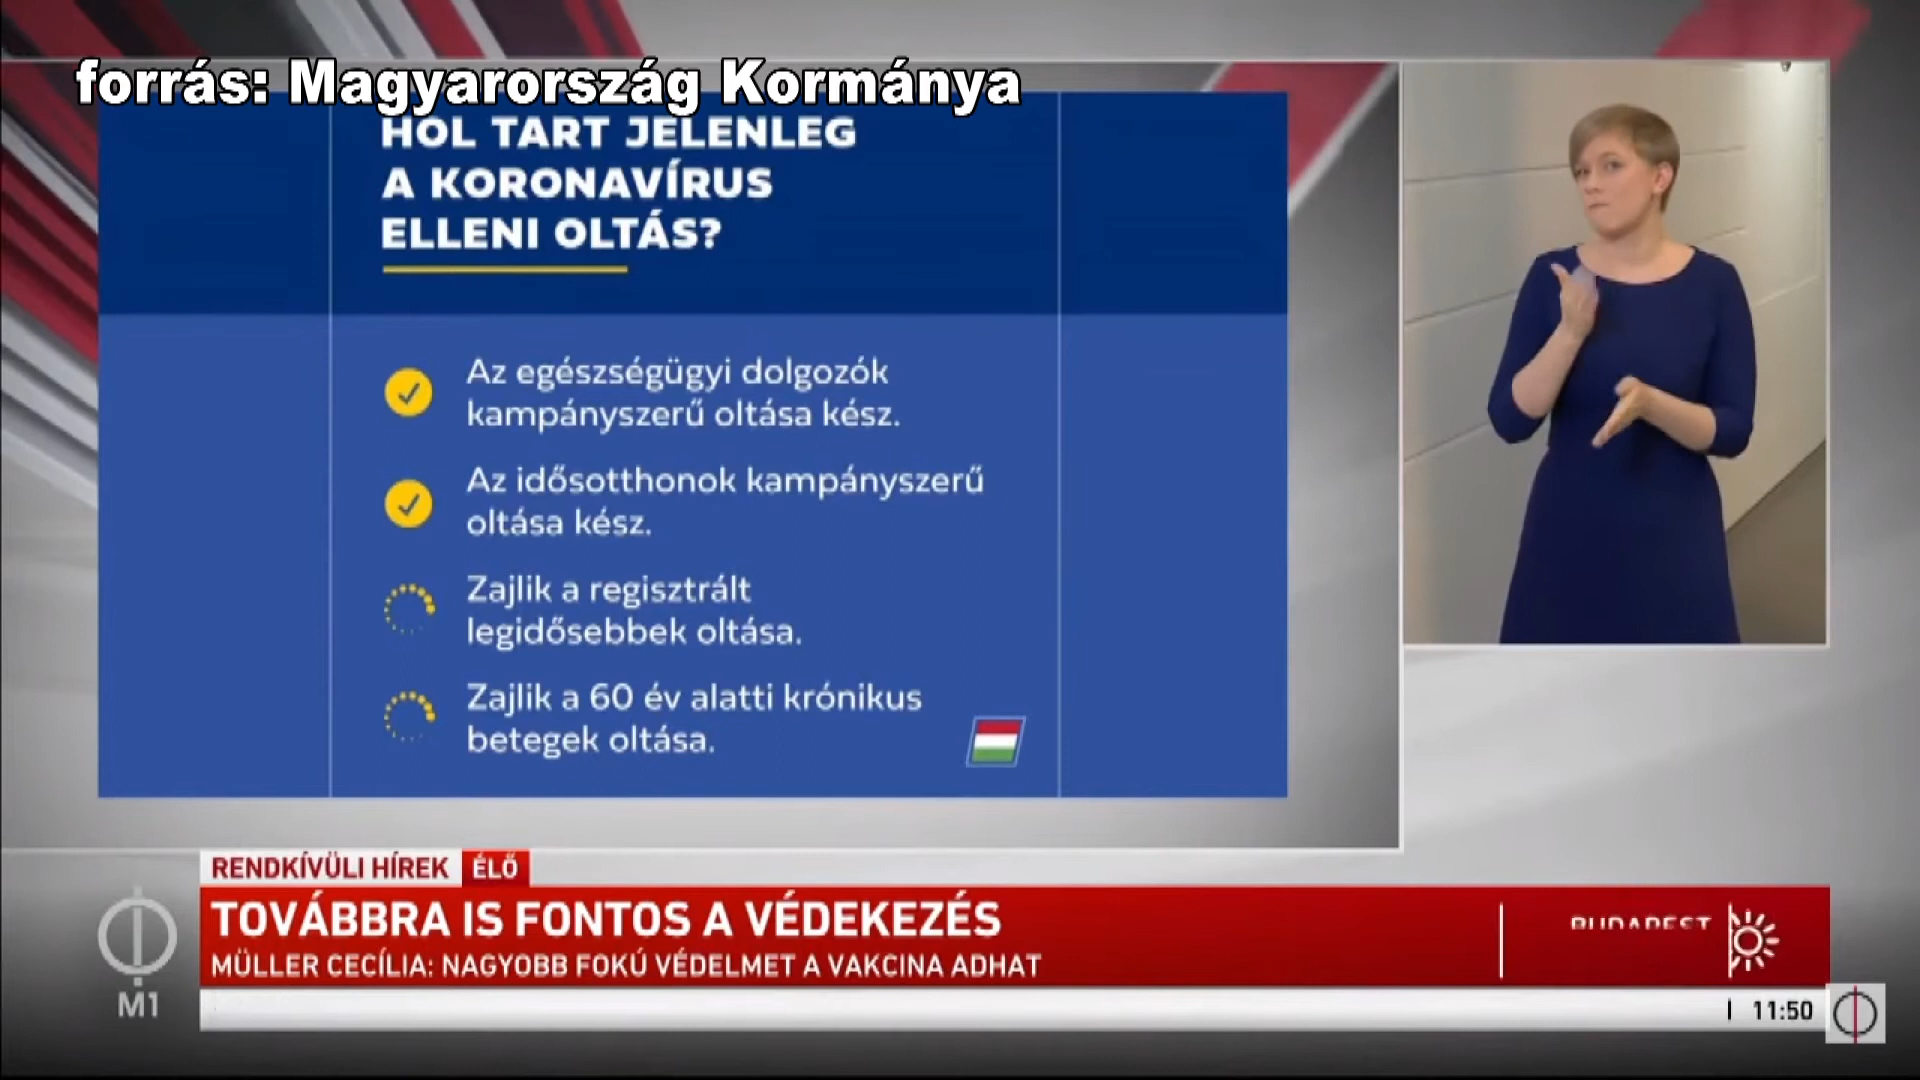 forrás: Magyarország Kormánya
HOL TART JELENLEG
A KORONAVÍRUS
ELLENI OLTÁS?
Az egészségügyi dolgozók
kampányszerű oltása kész.
Az idősotthonok kampányszerű
oltása kész.
Zajlik a regisztrált
legidősebbek oltása.
Zajlik a 60 év alatti krónikus
betegek oltása.
RENDKÍVÜLI HÍREK ÉLŐ
TOVÁBBRA IS FONTOS A VÉDEKEZÉS
MÜLLER CECÍLIA: NAGYOBB FOKÚ VÉDELMET A VAKCINA ADHAT
BUDAPEST
M1
11:50